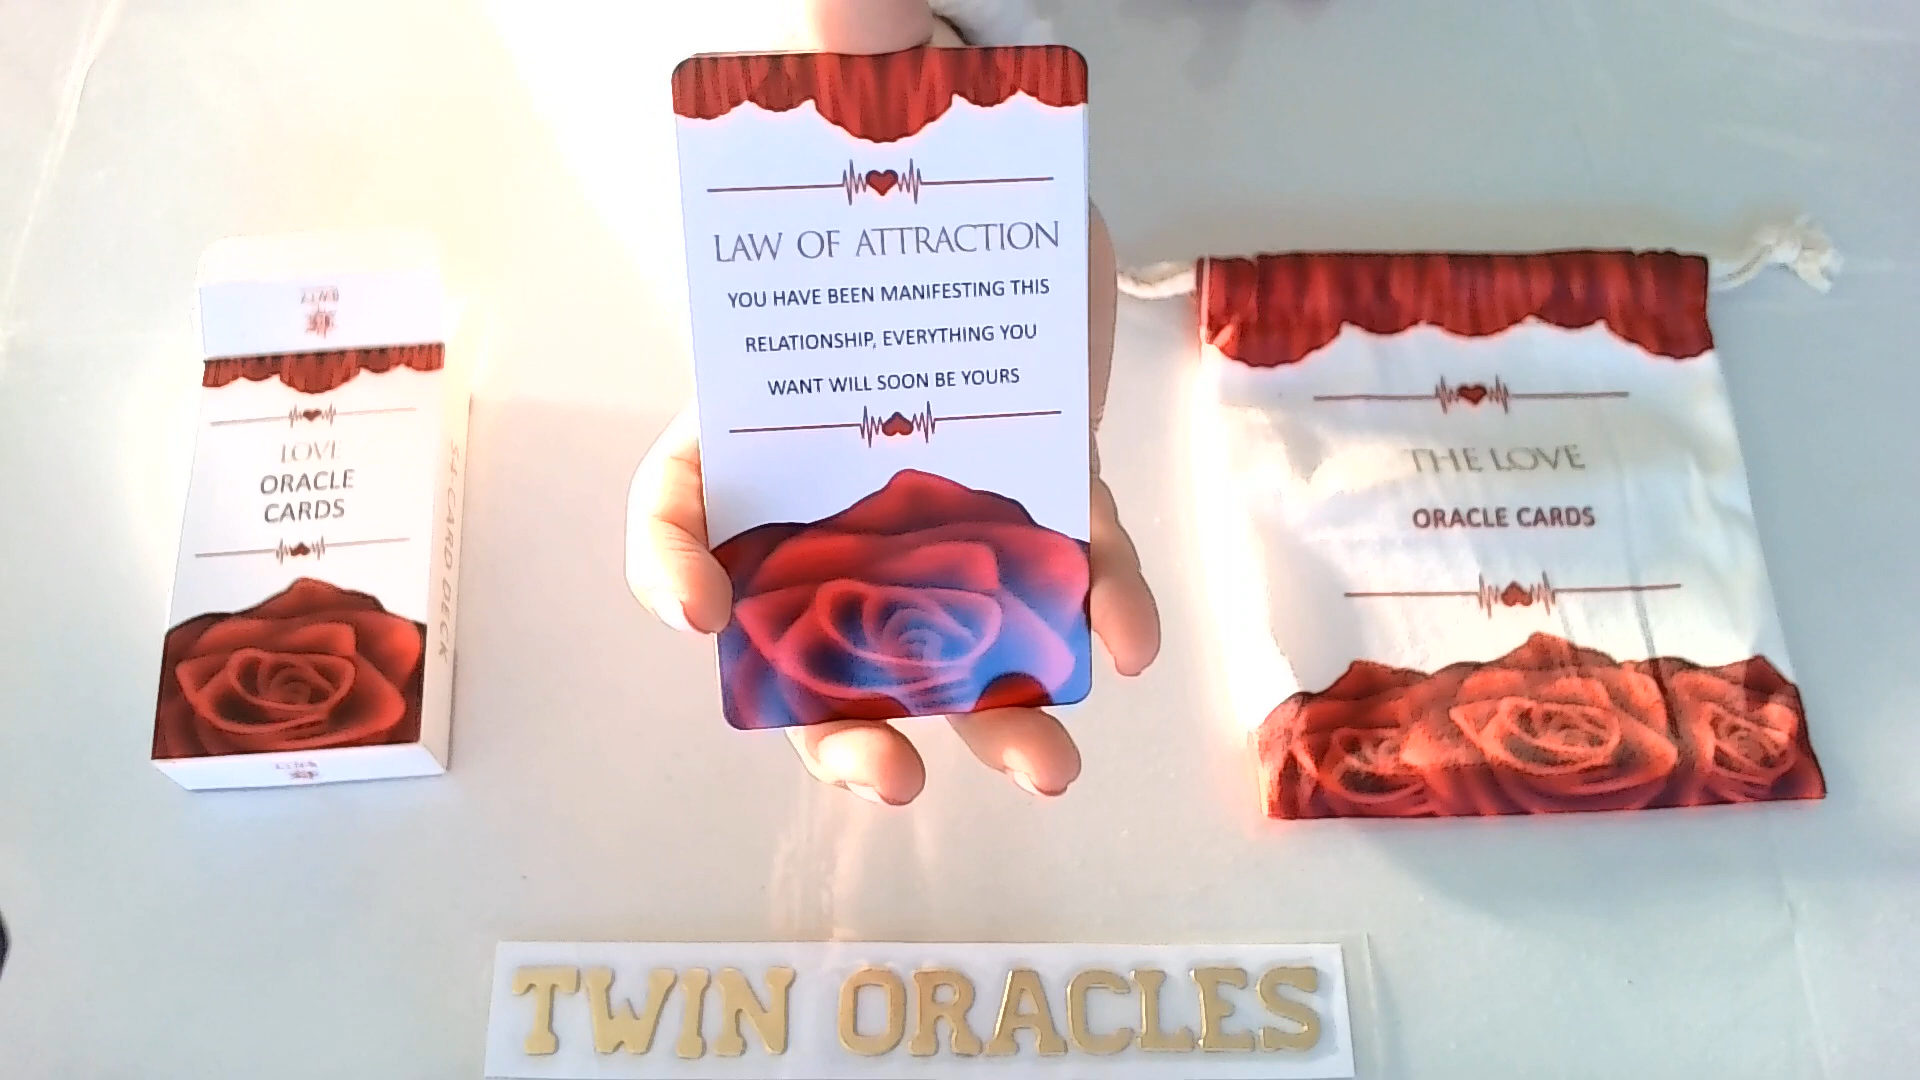 LAW OF ATTRACTION
YOU HAVE BEEN MANIFESTING THIS
RELATIONSHIP, EVERYTHING YOU
WANT WILL SOON BE YOURS
LOVE
ORACLE
CARDS
CARD DECK
THE LOVE
ORACLE CARDS
TWIN ORACLES